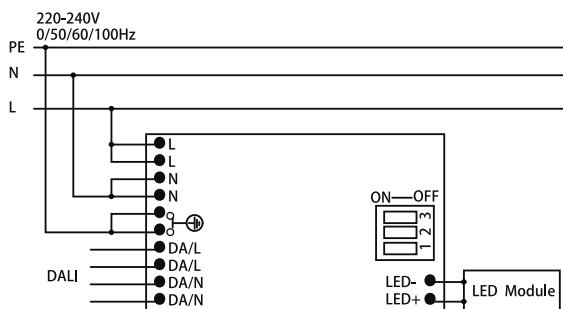 220-240V
0/50/60/100Hz
PE
N
L
L
L
N
N
ON—OFF
3
2
1
DA/L
DA/L
DALI
DA/N
DA/N
LED-
LED+
LED Module